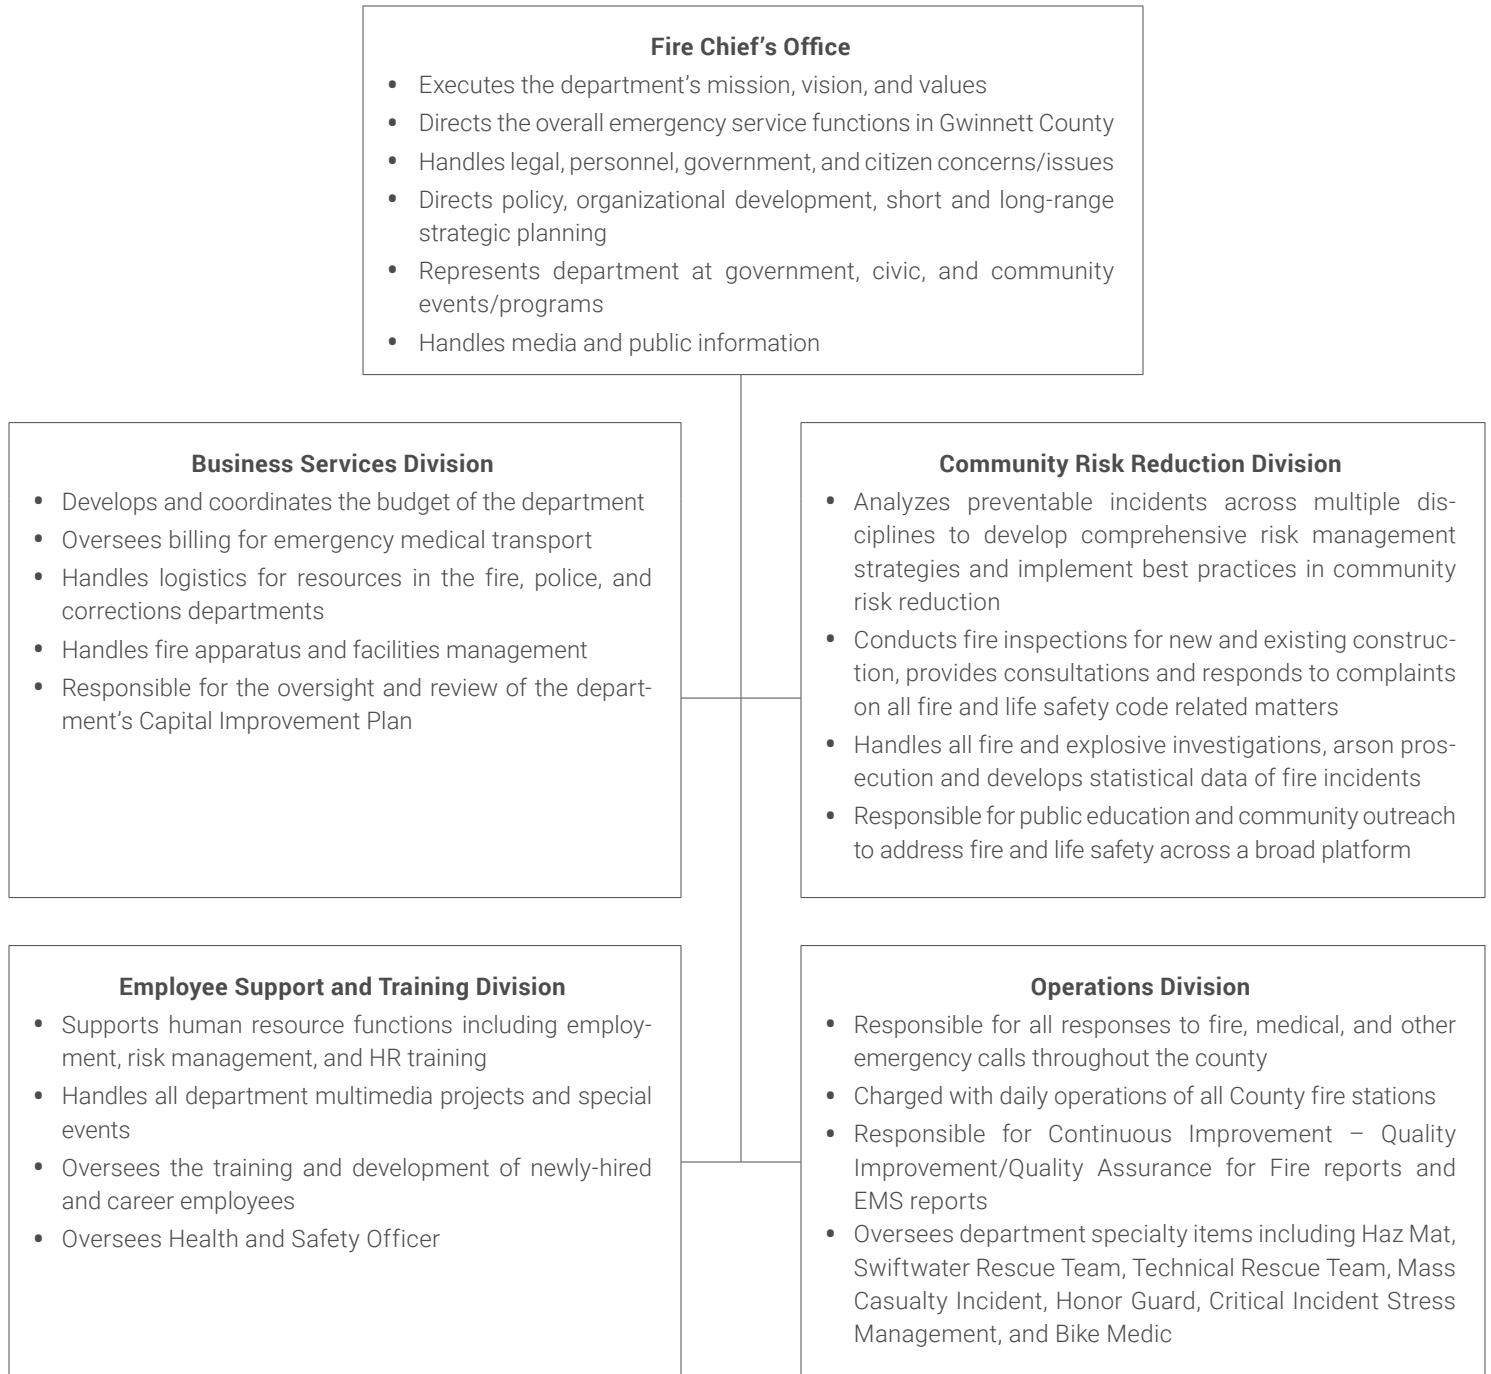 Fire Chief's Office
• Executes the department's mission, vision, and values
• Directs the overall emergency service functions in Gwinnett County
• Handles legal, personnel, government, and citizen concerns/issues
• Directs policy, organizational development, short and long-range
strategic planning
• Represents department at government, civic, and community
events/programs
• Handles media and public information
Business Services Division
• Develops and coordinates the budget of the department
• Oversees billing for emergency medical transport
• Handles logistics for resources in the fire, police, and
corrections departments
• Handles fire apparatus and facilities management
• Responsible for the oversight and review of the depart-
ment's Capital Improvement Plan
Community Risk Reduction Division
• Analyzes preventable incidents across multiple dis-
ciplines to develop comprehensive risk management
strategies and implement best practices in community
risk reduction
• Conducts fire inspections for new and existing construc-
tion, provides consultations and responds to complaints
on all fire and life safety code related matters
• Handles all fire and explosive investigations, arson pros-
ecution and develops statistical data of fire incidents
• Responsible for public education and community outreach
to address fire and life safety across a broad platform
Employee Support and Training Division
• Supports human resource functions including employ-
ment, risk management, and HR training
• Handles all department multimedia projects and special
events
• Oversees the training and development of newly-hired
and career employees
• Oversees Health and Safety Officer
Operations Division
• Responsible for all responses to fire, medical, and other
emergency calls throughout the county
• Charged with daily operations of all County fire stations
• Responsible for Continuous Improvement – Quality
Improvement/Quality Assurance for Fire reports and
EMS reports
• Oversees department specialty items including Haz Mat,
Swiftwater Rescue Team, Technical Rescue Team, Mass
Casualty Incident, Honor Guard, Critical Incident Stress
Management, and Bike Medic